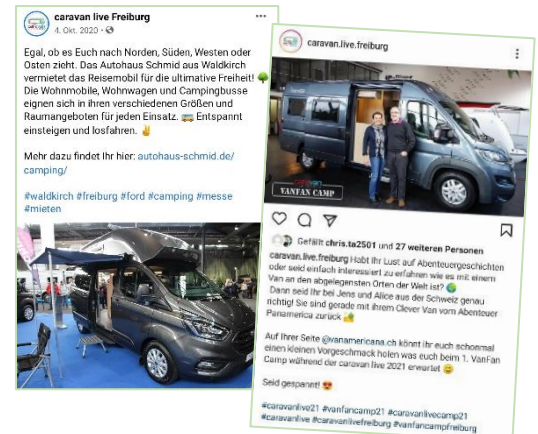 caravan live Freiburg
4. Okt. 2020
Egal, ob es Euch nach Norden, Süden, Westen oder
Osten zieht. Das Autohaus Schmid aus Waldkirch
vermietet das Reisemobil für die ultimative Freiheit! 🌳
Die Wohnmobile, Wohnwagen und Campingbusse
eignen sich in ihren verschiedenen Größen und
Raumangeboten für jeden Einsatz. 🚌 Entspannt
einsteigen und losfahren. ✌
Mehr dazu findet Ihr hier: autohaus-schmid.de/
camping/
#waldkirch #freiburg #ford #camping #messe
#mieten
caravan.live.freiburg
caravan
VANFAN CAMP
Gefällt chris.ta2501 und 27 weiteren Personen
caravan.live.freiburg Habt Ihr Lust auf Abenteuergeschichten
oder seid einfach interessiert zu erfahren wie es mit einem
Van an den abgelegensten Orten der Welt ist? 🌍
Dann seid Ihr bei Jens und Alice aus der Schweiz genau
richtig! Sie sind gerade mit ihrem Clever Van vom Abenteuer
Panamerica zurück 🏕
Auf Ihrer Seite @vanamericana.ch könnt ihr euch schonmal
einen kleinen Vorgeschmack holen was euch beim 1. VanFan
Camp während der caravan live 2021 erwartet 😊
Seid gespannt! 😍
#caravanlive21 #vanfancamp21 #caravanlivecamp21
#caravanlive #caravanlivefreiburg #vanfancampfreiburg